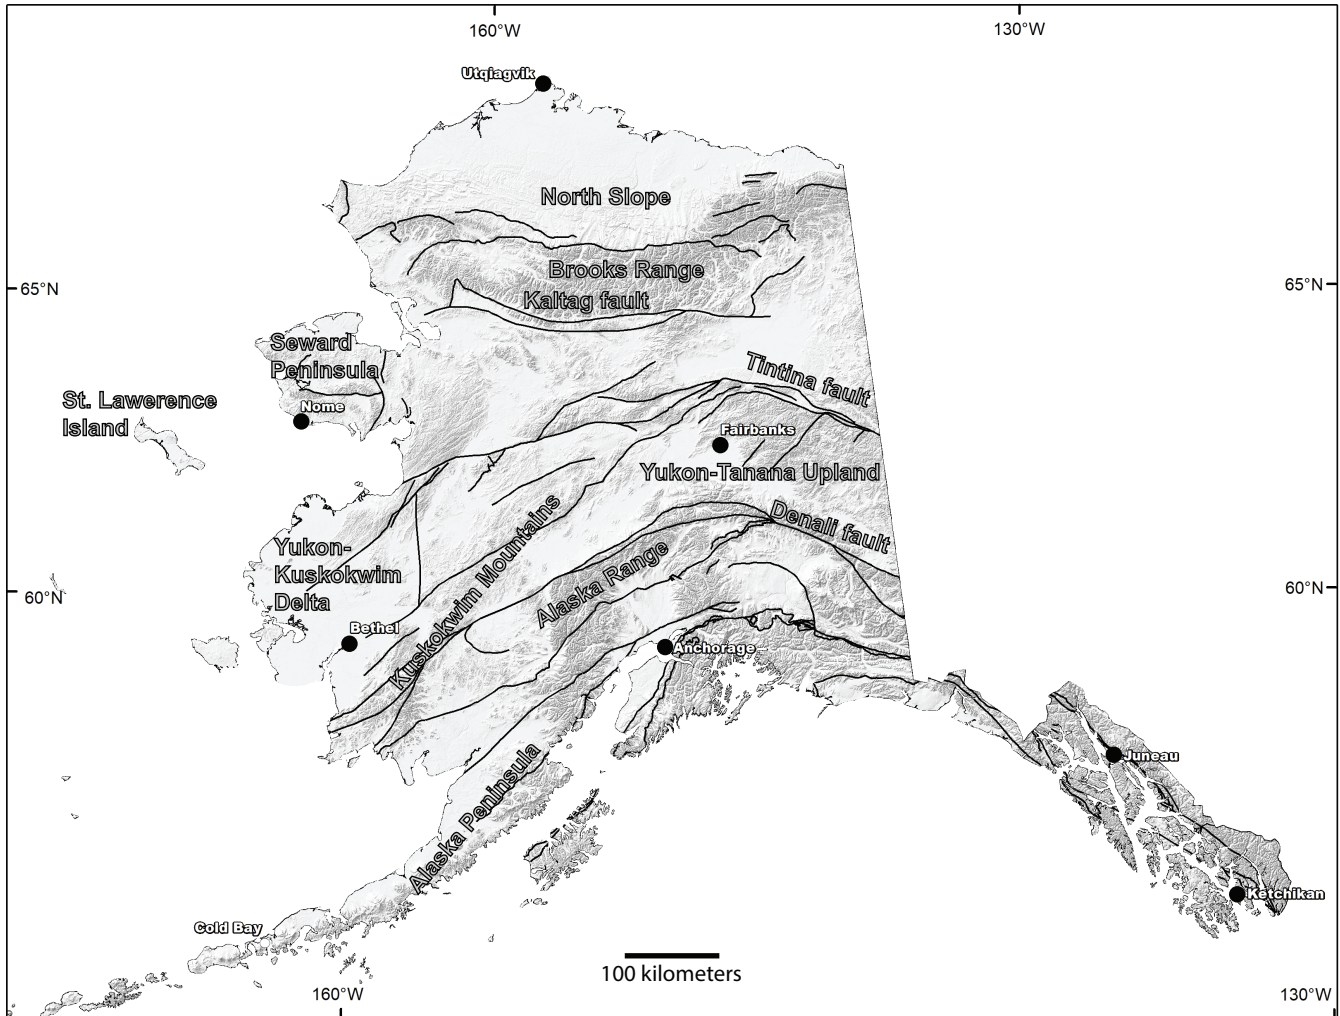 160°W
130°W
Utqiagvik
North Slope
Brooks Range
65°N
65°N
Kaltag fault
Seward
Peninsula
Tintina fault
St. Lawerence
Island
Nome
Fairbanks
Yukon-Tanana Upland
Denali fault
Yukon-
Kuskokwim
Delta
Kuskokwim Mountains
Alaska Range
60°N
60°N
Bethel
Anchorage
Juneau
Alaska Peninsula
Ketchikan
Cold Bay
100 kilometers
160°W
130°W